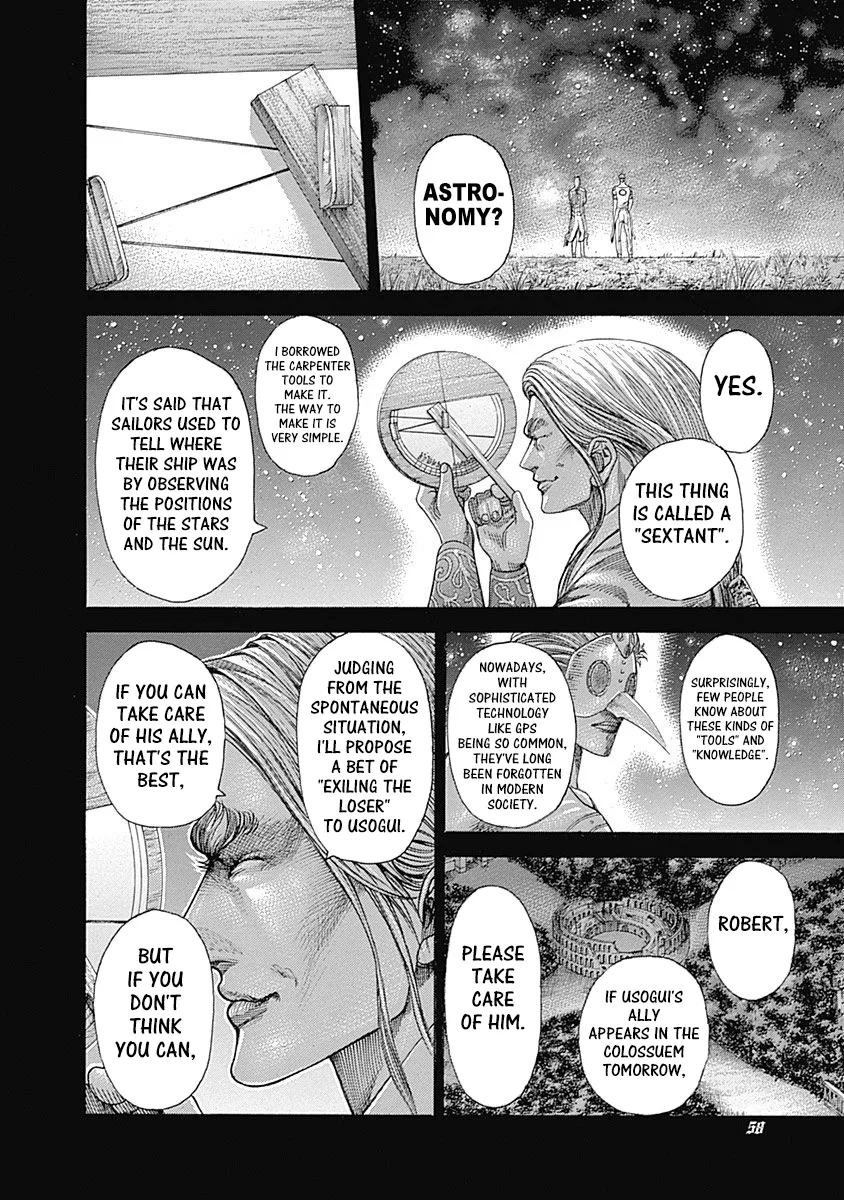 ASTRO-
NOMY?
YES.
THIS THING
IS CALLED A
"SEXTANT".
I BORROWED
THE CARPENTER
TOOLS TO
MAKE IT.
THE WAY TO
MAKE IT IS
VERY SIMPLE.
IT'S SAID THAT
SAILORS USED TO
TELL WHERE
THEIR SHIP WAS
BY OBSERVING
THE POSITIONS
OF THE STARS
AND THE SUN.
SURPRISINGLY,
FEW PEOPLE
KNOW ABOUT
THESE KINDS OF
"TOOLS" AND
"KNOWLEDGE".
NOWADAYS,
WITH
SOPHISTICATED
TECHNOLOGY
LIKE GPS
BEING SO COMMON,
THEY'VE LONG
BEEN FORGOTTEN
IN MODERN
SOCIETY.
ROBERT,
IF USOGUI'S
ALLY
APPEARS IN THE
COLOSSUEM
TOMORROW,
PLEASE
TAKE
CARE
OF HIM.
JUDGING
FROM THE
SPONTANEOUS
SITUATION,
I'LL PROPOSE
A BET OF
"EXILING THE
LOSER"
TO USOGUI.
IF YOU CAN
TAKE CARE
OF HIS ALLY,
THAT'S THE
BEST,
BUT
IF YOU
DON'T
THINK
YOU CAN,
58